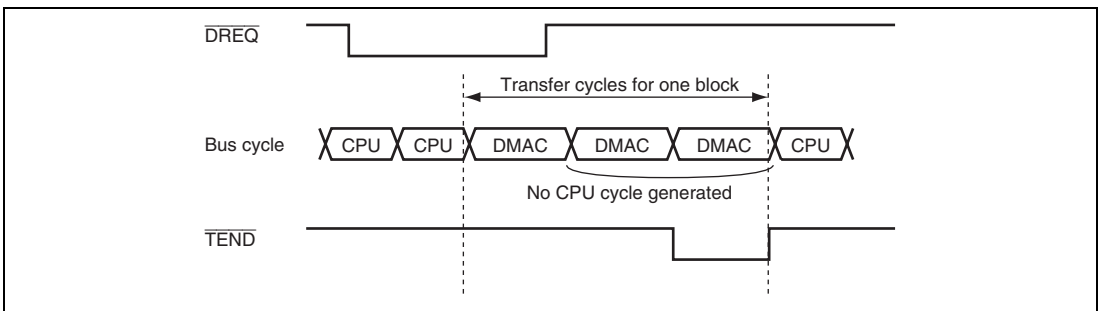 DREQ
Transfer cycles for one block
Bus cycle CPU CPU DMAC DMAC DMAC CPU
No CPU cycle generated
TEND